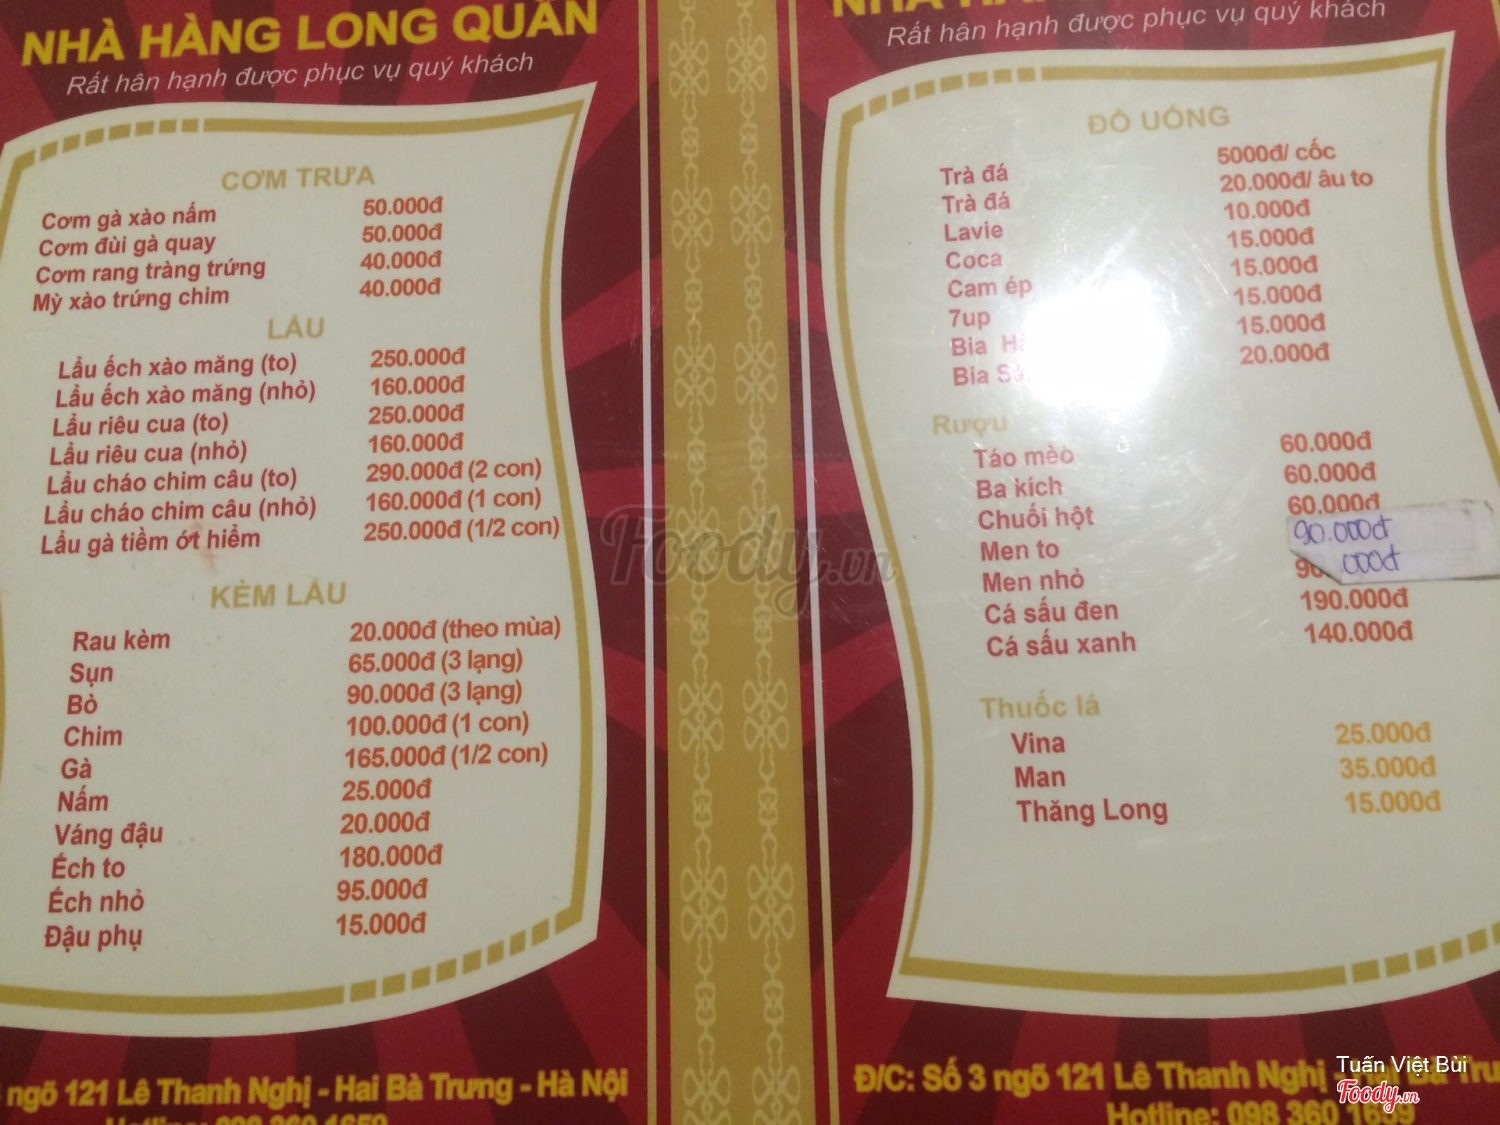 NHÀ HÀNG LONG QUÂN
Rất hân hạnh được phục vụ quý khách
CƠM TRƯA
Cơm gà xào nấm 50.000đ
Cơm đùi gà quay 50.000đ
Cơm rang tràng trứng 40.000đ
Mỳ xào trứng chim 40.000đ
LẨU
Lẩu ếch xào măng (to) 250.000đ
Lẩu ếch xào măng (nhỏ) 160.000đ
Lẩu riêu cua (to) 250.000đ
Lẩu riêu cua (nhỏ) 160.000đ
Lẩu cháo chim câu (to) 290.000đ (2 con)
Lẩu cháo chim câu (nhỏ) 160.000đ (1 con)
Lẩu gà tiềm ớt hiểm 250.000đ (1/2 con)
KÈM LẨU
Rau kèm 20.000đ (theo mùa)
Sụn 65.000đ (3 lạng)
Bò 90.000đ (3 lạng)
Chim 100.000đ (1 con)
Gà 165.000đ (1/2 con)
Nấm 25.000đ
Váng đậu 20.000đ
Ếch to 180.000đ
Ếch nhỏ 95.000đ
Đậu phụ 15.000đ
ngõ 121 Lê Thanh Nghị - Hai Bà Trưng - Hà Nội
Hotline: 098 360 1659
Rất hân hạnh được phục vụ quý khách
ĐỒ UỐNG
Trà đá 5000đ/ cốc
Trà đá 20.000đ/ âu to
Lavie 10.000đ
Coca 15.000đ
Cam ép 15.000đ
7up 15.000đ
Bia 15.000đ
Bia 20.000đ
Rượu
Táo mèo 60.000đ
Ba kích 60.000đ
Chuối hột 60.000đ
Men to 90.000đ
Men nhỏ .000đ
Cá sấu đen 190.000đ
Cá sấu xanh 140.000đ
Thuốc lá
Vina 25.000đ
Man 35.000đ
Thăng Long 15.000đ
Đ/C: Số 3 ngõ 121 Lê Thanh Nghị
Hotline: 098 360 1659
Foody.vn
Tuấn Việt Bùi
Foody.vn